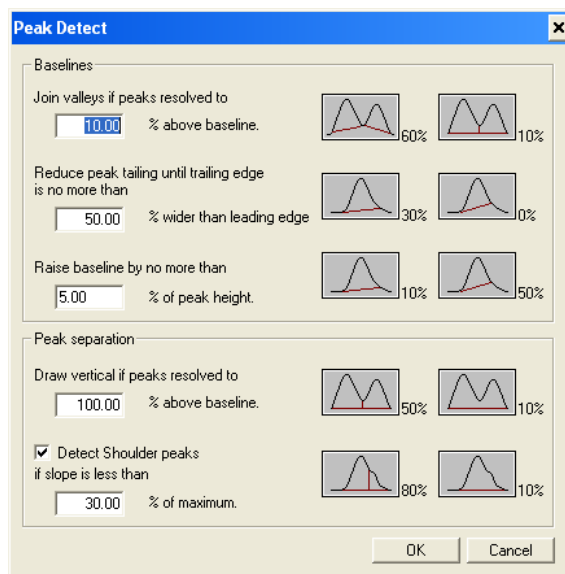 Peak Detect
Baselines
Join valleys if peaks resolved to
10.00 % above baseline.
60%
10%
Reduce peak tailing until trailing edge
is no more than
50.00 % wider than leading edge
30%
0%
Raise baseline by no more than
5.00 % of peak height.
10%
50%
Peak separation
Draw vertical if peaks resolved to
100.00 % above baseline.
50%
10%
Detect Shoulder peaks
if slope is less than
30.00 % of maximum.
80%
10%
OK Cancel